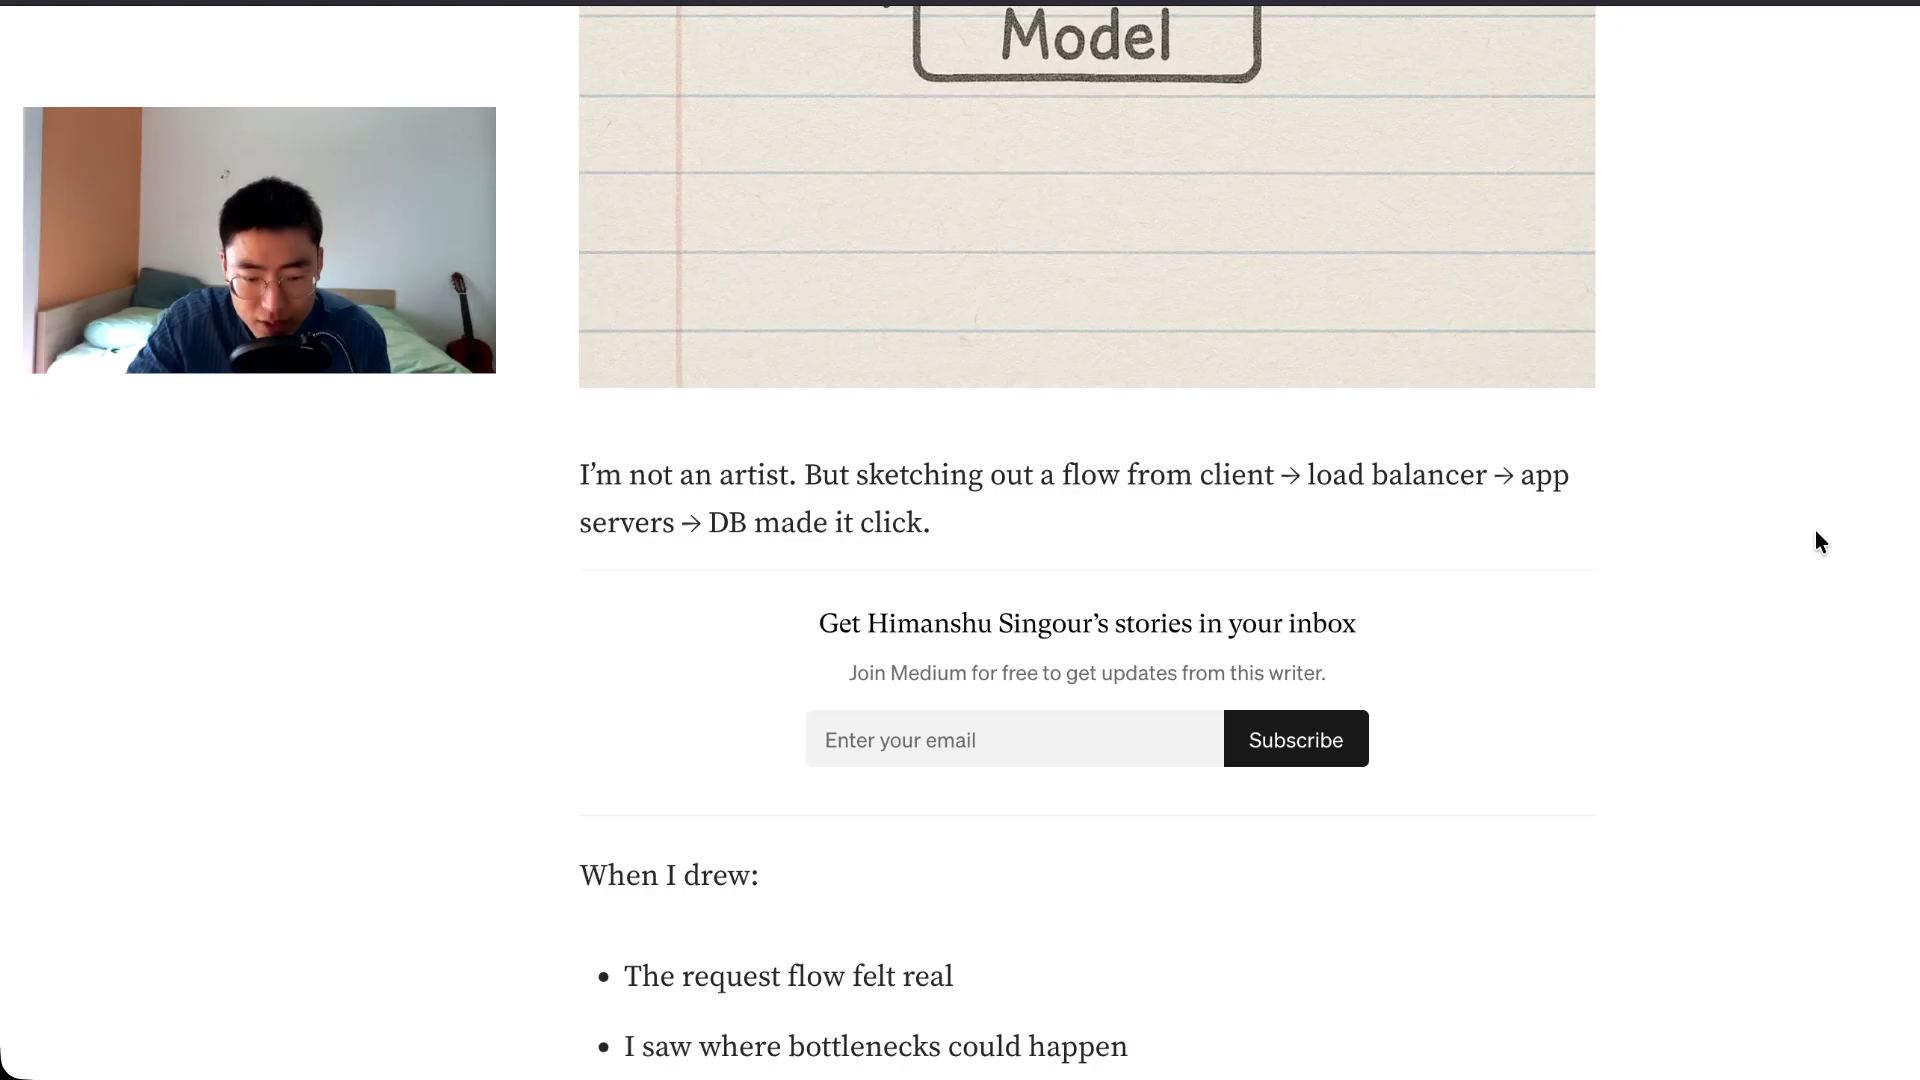 Model
I’m not an artist. But sketching out a flow from client → load balancer → app
servers → DB made it click.
Get Himanshu Singour’s stories in your inbox
Join Medium for free to get updates from this writer.
Enter your email
Subscribe
When I drew:
• The request flow felt real
• I saw where bottlenecks could happen